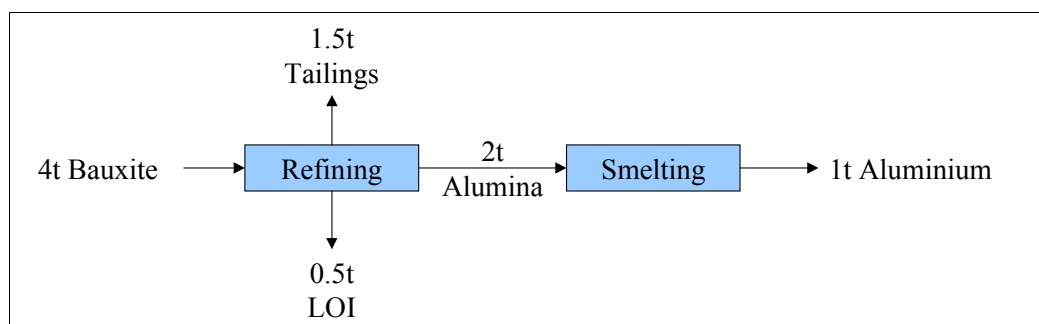 1.5t
Tailings
4t Bauxite
Refining
2t
Alumina
Smelting
1t Aluminium
0.5t
LOI